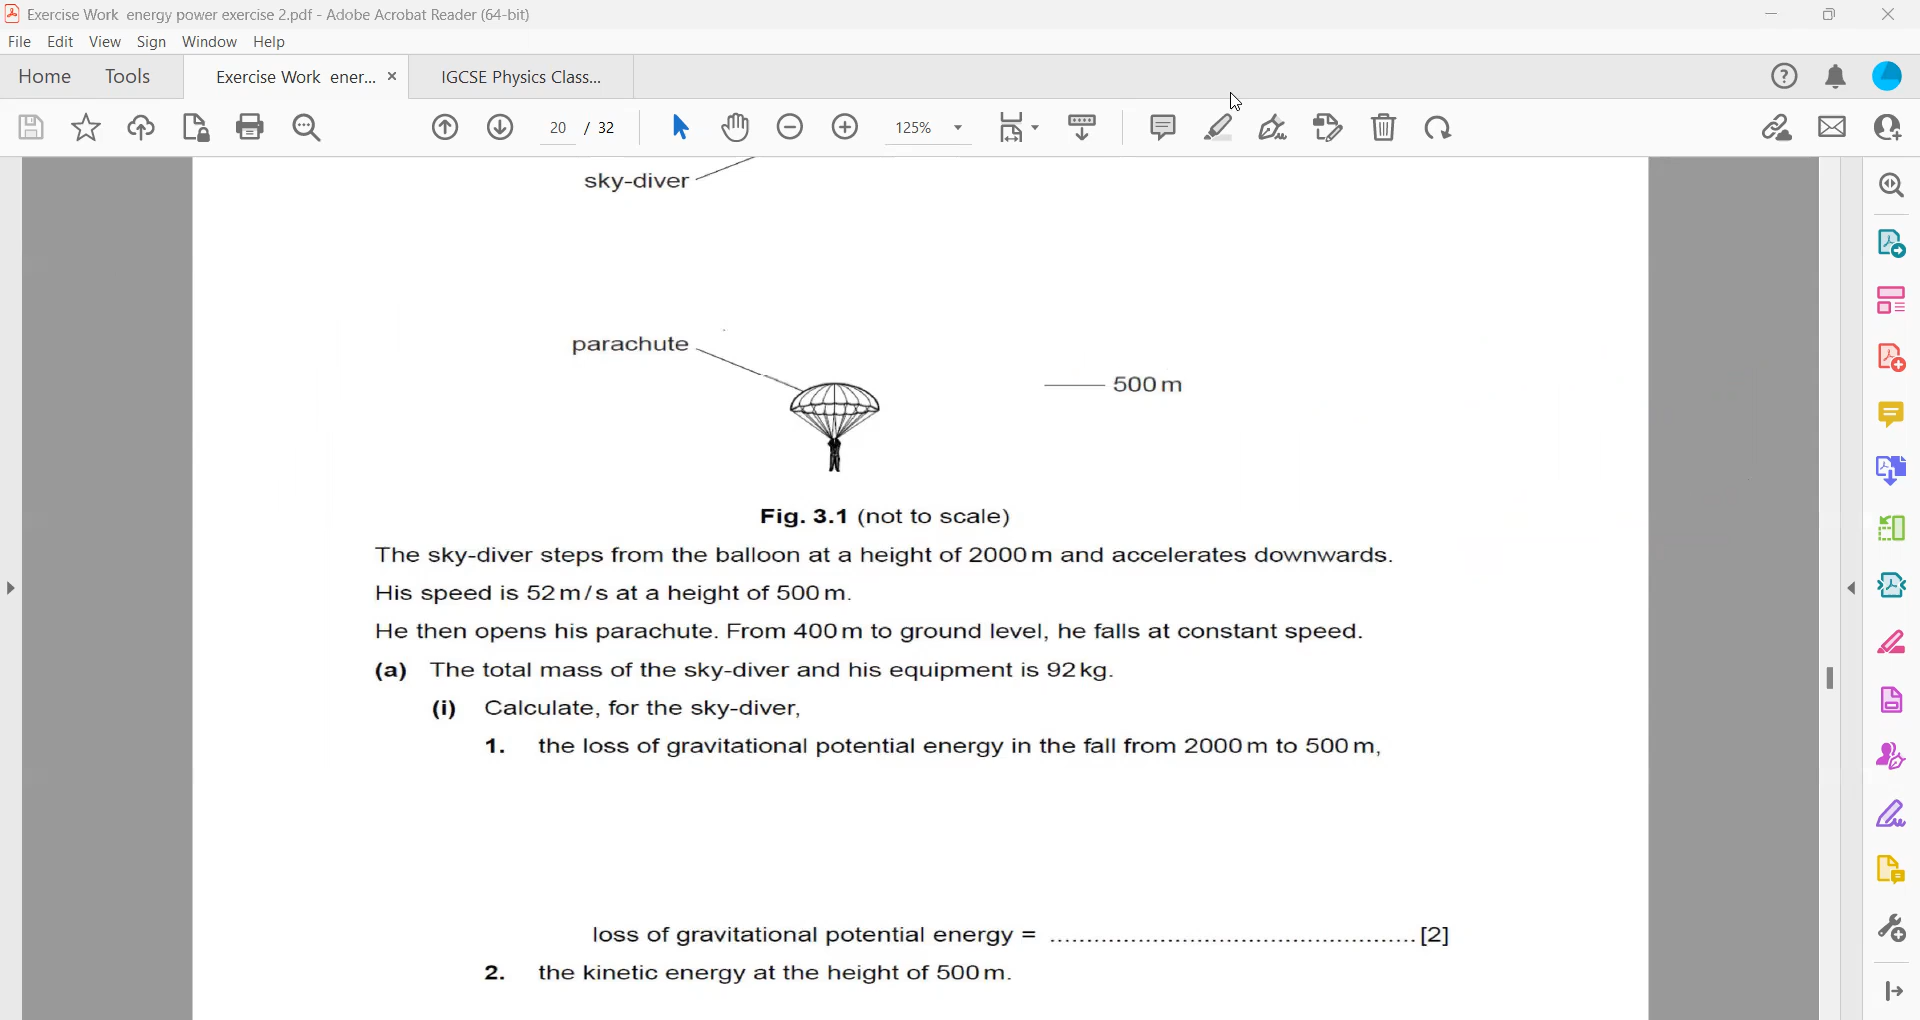 Exercise Work energy power exercise 2.pdf - Adobe Acrobat Reader (64-bit)
File Edit View Sign Window Help
Home Tools Exercise Work ener... × IGCSE Physics Class...
20 / 32 125%
sky-diver
parachute
500 m
Fig. 3.1 (not to scale)
The sky-diver steps from the balloon at a height of 2000 m and accelerates downwards.
His speed is 52 m/s at a height of 500 m.
He then opens his parachute. From 400 m to ground level, he falls at constant speed.
(a) The total mass of the sky-diver and his equipment is 92 kg.
(i) Calculate, for the sky-diver,
1. the loss of gravitational potential energy in the fall from 2000 m to 500 m,
loss of gravitational potential energy = ................................................. [2]
2. the kinetic energy at the height of 500 m.